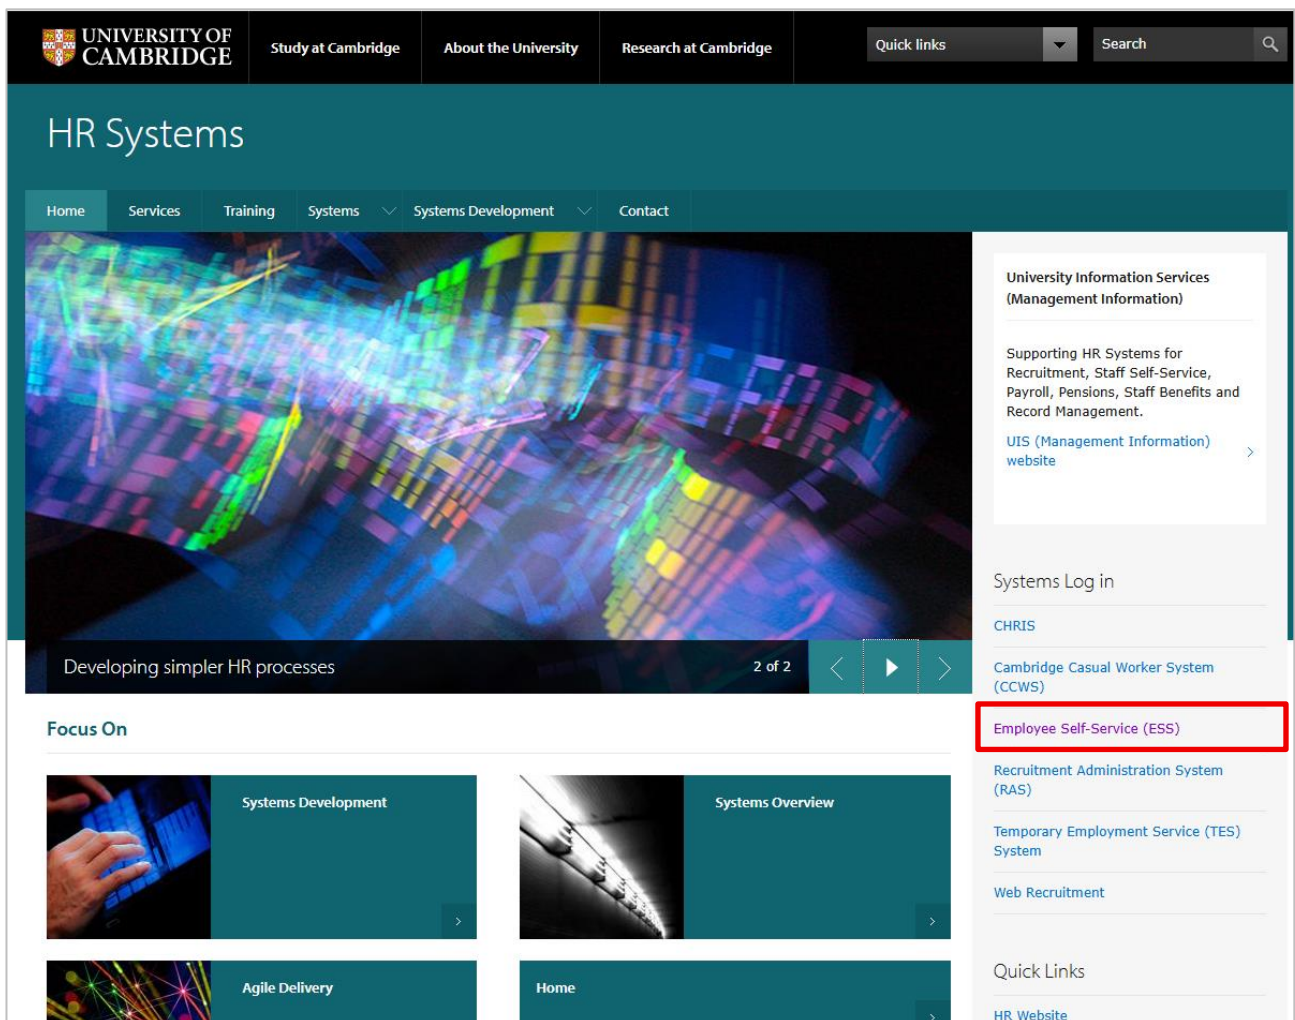 UNIVERSITY OF
CAMBRIDGE
Study at Cambridge
About the University
Research at Cambridge
Quick links
Search
HR Systems
Home
Services
Training
Systems
Systems Development
Contact
University Information Services
(Management Information)
Supporting HR Systems for
Recruitment, Staff Self-Service,
Payroll, Pensions, Staff Benefits and
Record Management.
UIS (Management Information)
website
Developing simpler HR processes
2 of 2
Systems Log in
CHRIS
Cambridge Casual Worker System
(CCWS)
Employee Self-Service (ESS)
Recruitment Administration System
(RAS)
Temporary Employment Service (TES)
System
Web Recruitment
Quick Links
HR Website
Focus On
Systems Development
Systems Overview
Agile Delivery
Home